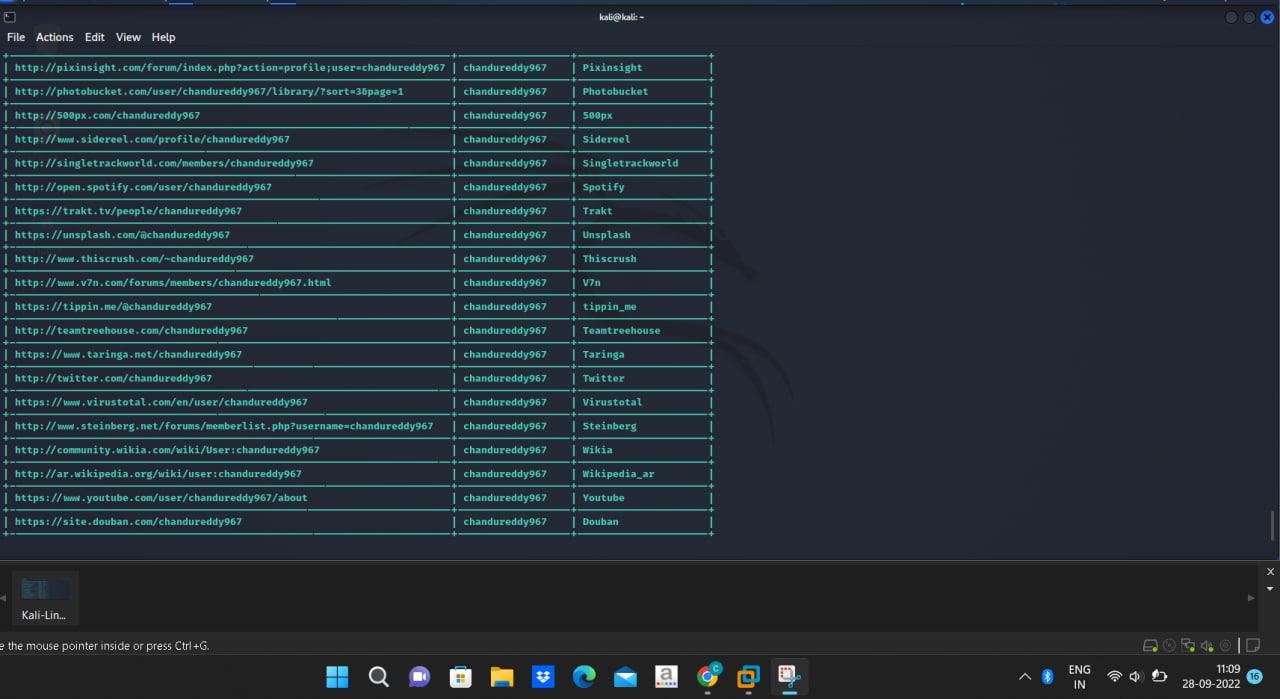 kali@kali: ~
File Actions Edit View Help
| http://pixinsight.com/forum/index.php?action=profile;user=chandureddy967 | chandureddy967 | Pixinsight |
| http://photobucket.com/user/chandureddy967/library/?sort=3&page=1 | chandureddy967 | Photobucket |
| http://500px.com/chandureddy967 | chandureddy967 | 500px |
| http://www.sidereel.com/profile/chandureddy967 | chandureddy967 | Sidereel |
| http://singletrackworld.com/members/chandureddy967 | chandureddy967 | Singletrackworld |
| http://open.spotify.com/user/chandureddy967 | chandureddy967 | Spotify |
| https://trakt.tv/people/chandureddy967 | chandureddy967 | Trakt |
| https://unsplash.com/@chandureddy967 | chandureddy967 | Unsplash |
| http://www.thiscrush.com/~chandureddy967 | chandureddy967 | Thiscrush |
| http://www.v7n.com/forums/members/chandureddy967.html | chandureddy967 | V7n |
| https://tippin.me/@chandureddy967 | chandureddy967 | tippin_me |
| http://teamtreehouse.com/chandureddy967 | chandureddy967 | Teamtreehouse |
| https://www.taringa.net/chandureddy967 | chandureddy967 | Taringa |
| http://twitter.com/chandureddy967 | chandureddy967 | Twitter |
| https://www.virustotal.com/en/user/chandureddy967 | chandureddy967 | Virustotal |
| http://www.steinberg.net/forums/memberlist.php?username=chandureddy967 | chandureddy967 | Steinberg |
| http://community.wikia.com/wiki/User:chandureddy967 | chandureddy967 | Wikia |
| http://ar.wikipedia.org/wiki/user:chandureddy967 | chandureddy967 | Wikipedia_ar |
| https://www.youtube.com/user/chandureddy967/about | chandureddy967 | Youtube |
| https://site.douban.com/chandureddy967 | chandureddy967 | Douban |
Kali-Lin...
e the mouse pointer inside or press Ctrl+G.
ENG
IN
11:09
28-09-2022
16